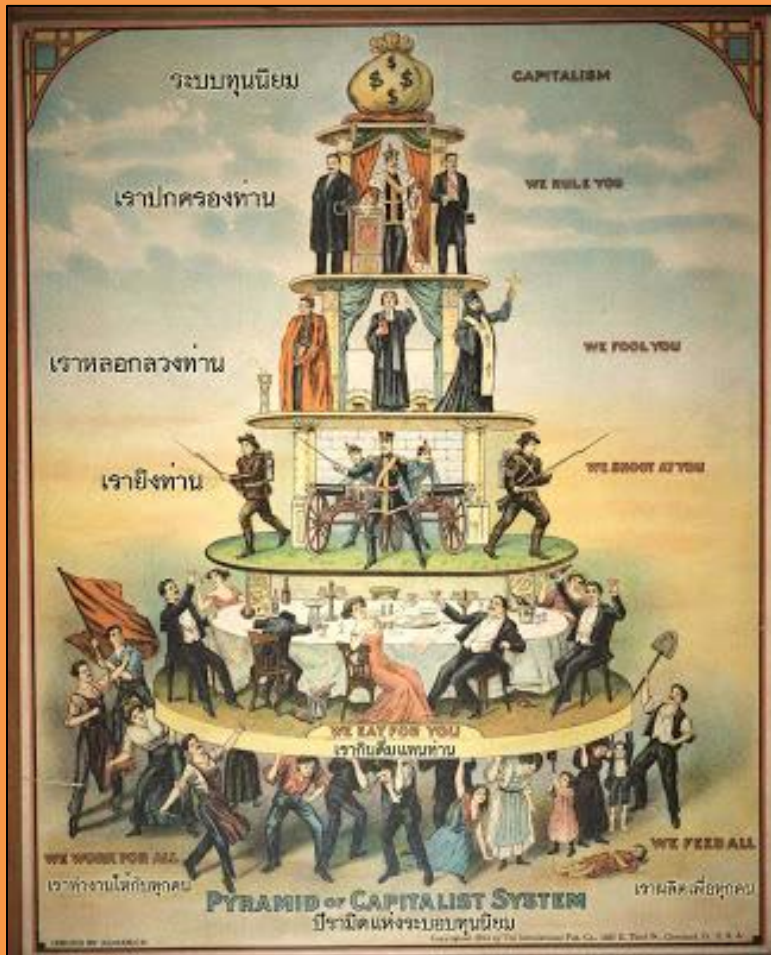 ระบบทุนนิยม
CAPITALISM
เราปกครองท่าน
WE RULE YOU
เราหลอกลวงท่าน
WE FOOL YOU
เรายิงท่าน
WE SHOOT AT YOU
WE EAT FOR YOU
เรากินดื่มแทนท่าน
WE WORK FOR ALL
WE FEED ALL
เราทำงานให้กับทุกคน
เราผลิตเพื่อทุกคน
PYRAMID OF CAPITALIST SYSTEM
ปิรามิดแห่งระบอบทุนนิยม